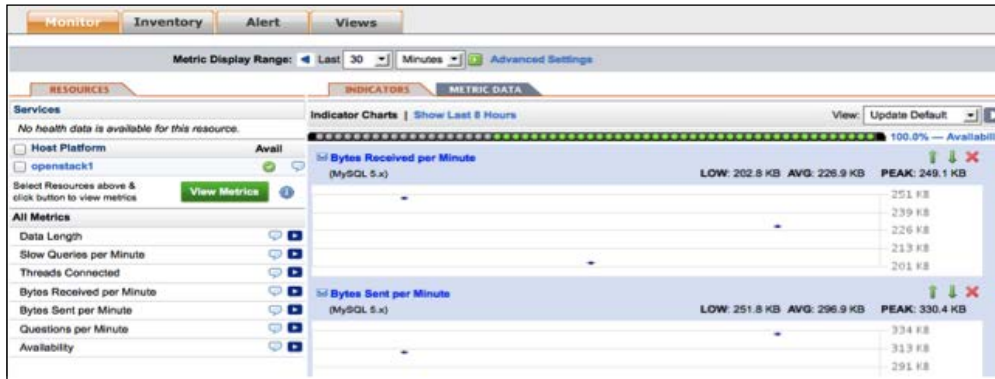 Monitor Inventory Alert Views
Metric Display Range: Last 30 Minutes Advanced Settings
RESOURCES
Services
No health data is available for this resource.
Host Platform Avail
openstack1
Select Resources above &
click button to view metrics
View Metrics
All Metrics
Data Length
Slow Queries per Minute
Threads Connected
Bytes Received per Minute
Bytes Sent per Minute
Questions per Minute
Availability
INDICATORS METRIC DATA
Indicator Charts | Show Last 8 Hours View: Update Default
100.0% — Availabili
Bytes Received per Minute
(MySQL 5.x) LOW: 202.8 KB AVG: 226.9 KB PEAK: 249.1 KB
251 KB
239 KB
226 KB
213 KB
201 KB
Bytes Sent per Minute
(MySQL 5.x) LOW: 251.8 KB AVG: 296.9 KB PEAK: 330.4 KB
334 KB
313 KB
291 KB